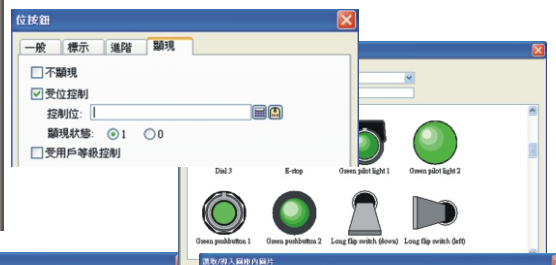 位按鈕
一般 標示 進階 顯現
不顯現
受位控制
控制位:
顯現狀態: 1 0
受用戶等級控制
Dial 3 E-stop Green pilot light 1 Green pilot light 2
Green pushbutton 1 Green pushbutton 2 Long flip switch (down) Long flip switch (left)
選取/導入圖庫內圖片